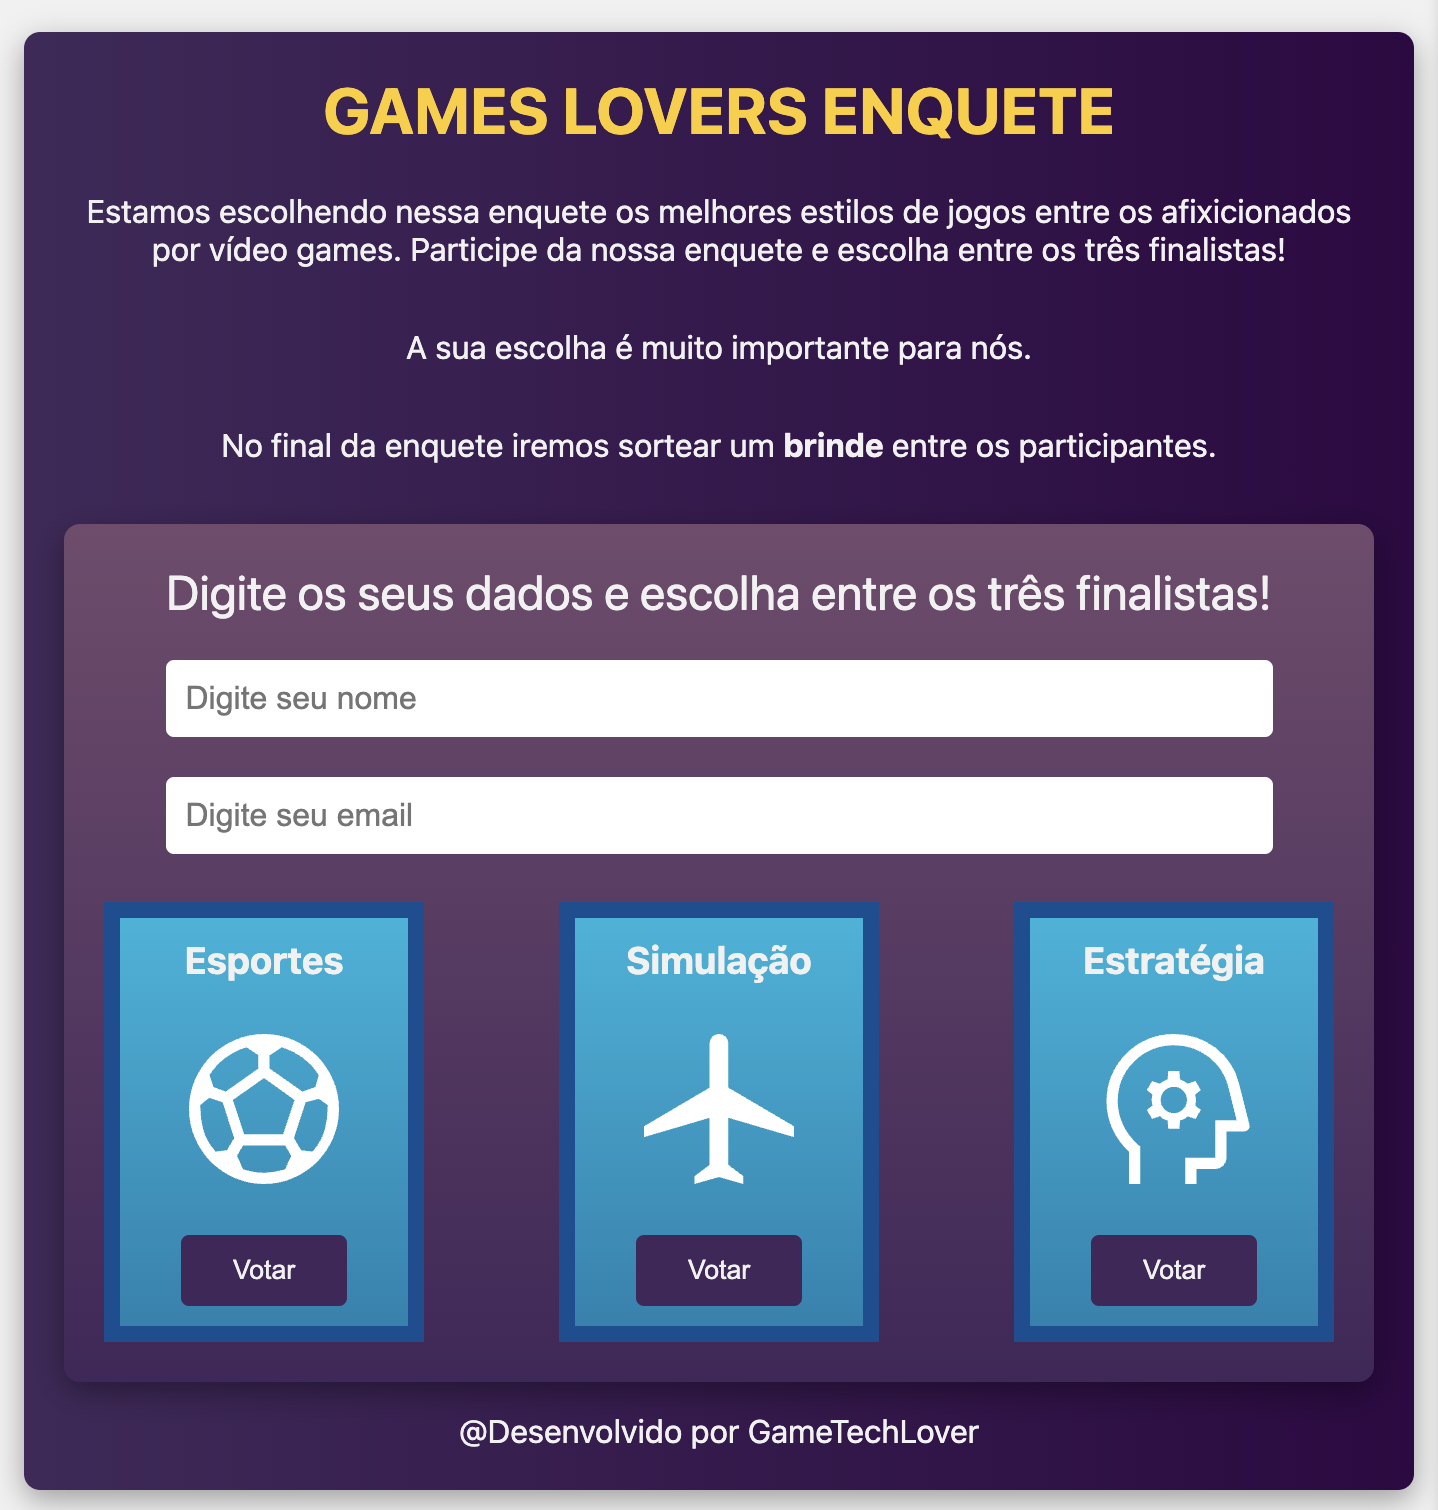 GAMES LOVERS ENQUETE
Estamos escolhendo nessa enquete os melhores estilos de jogos entre os afixicionados
por vídeo games. Participe da nossa enquete e escolha entre os três finalistas!
A sua escolha é muito importante para nós.
No final da enquete iremos sortear um brinde entre os participantes.
Digite os seus dados e escolha entre os três finalistas!
Digite seu nome
Digite seu email
Esportes
Votar
Simulação
Votar
Estratégia
Votar
@Desenvolvido por GameTechLover